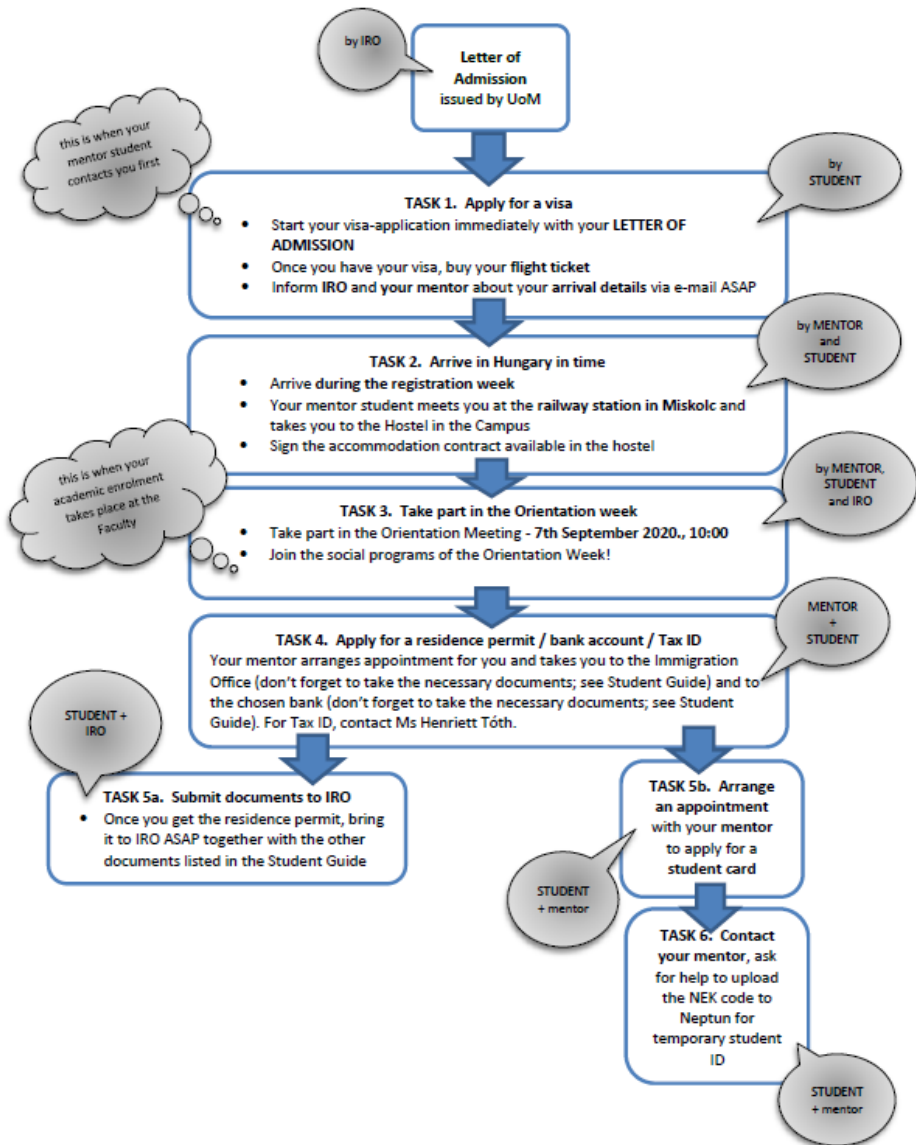 by IRO
Letter of
Admission
issued by UoM
this is when your
mentor student
contacts you first
by
STUDENT
TASK 1. Apply for a visa
• Start your visa-application immediately with your LETTER OF
ADMISSION
• Once you have your visa, buy your flight ticket
• Inform IRO and your mentor about your arrival details via e-mail ASAP
by MENTOR
and
STUDENT
TASK 2. Arrive in Hungary in time
• Arrive during the registration week
• Your mentor student meets you at the railway station in Miskolc and
takes you to the Hostel in the Campus
• Sign the accommodation contract available in the hostel
this is when your
academic enrolment
takes place at the
Faculty
by MENTOR,
STUDENT
and IRO
TASK 3. Take part in the Orientation week
• Take part in the Orientation Meeting - 7th September 2020., 10:00
• Join the social programs of the Orientation Week!
MENTOR
+
STUDENT
TASK 4. Apply for a residence permit / bank account / Tax ID
Your mentor arranges appointment for you and takes you to the Immigration
Office (don't forget to take the necessary documents; see Student Guide) and to
the chosen bank (don't forget to take the necessary documents; see Student
Guide). For Tax ID, contact Ms Henriett Tóth.
STUDENT +
IRO
TASK 5a. Submit documents to IRO
• Once you get the residence permit, bring
it to IRO ASAP together with the other
documents listed in the Student Guide
TASK 5b. Arrange
an appointment
with your mentor
to apply for a
student card
STUDENT
+ mentor
TASK 6. Contact
your mentor, ask
for help to upload
the NEK code to
Neptun for
temporary student
ID
STUDENT
+ mentor